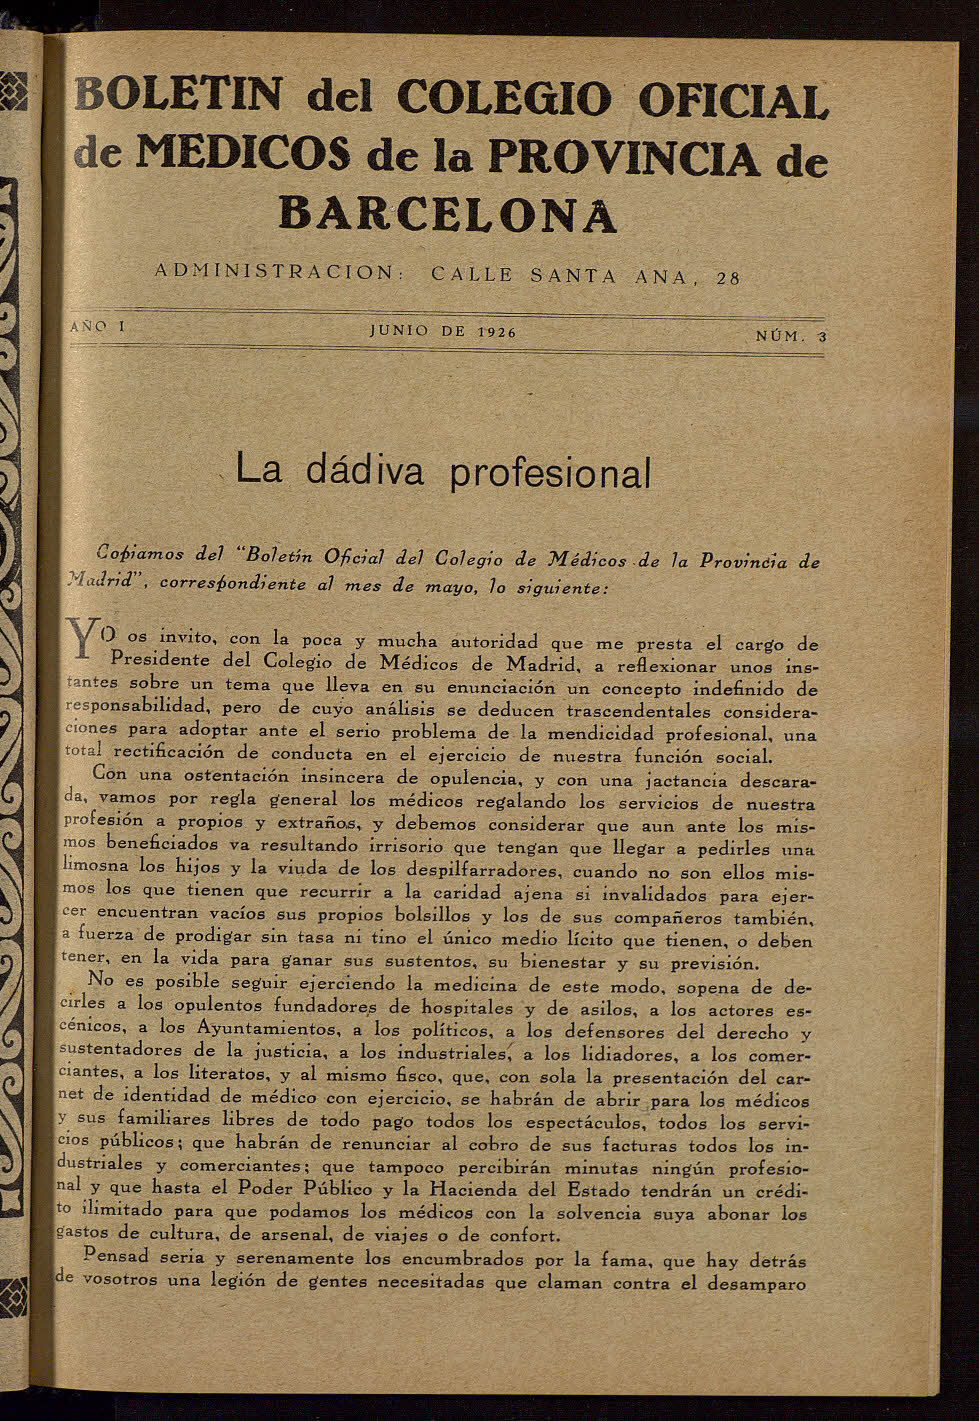 BOLETIN del COLEGIO OFICIAL
de MEDICOS de la PROVINCIA de
BARCELONA
ADMINISTRACION: CALLE SANTA ANA, 28
AÑO I JUNIO DE 1926 NÚM. 3
La dádiva profesional
Copiamos del "Boletín Oficial del Colegio de Médicos de la Provincia de
Madrid", correspondiente al mes de mayo, lo siguiente:
YO os invito, con la poca y mucha autoridad que me presta el cargo de
Presidente del Colegio de Médicos de Madrid, a reflexionar unos ins-
tantes sobre un tema que lleva en su enunciación un concepto indefinido de
responsabilidad, pero de cuyo análisis se deducen trascendentales considera-
ciones para adoptar ante el serio problema de la mendicidad profesional, una
total rectificación de conducta en el ejercicio de nuestra función social.
Con una ostentación insincera de opulencia, y con una jactancia descara-
da, vamos por regla general los médicos regalando los servicios de nuestra
profesión a propios y extraños, y debemos considerar que aun ante los mis-
mos beneficiados va resultando irrisorio que tengan que llegar a pedirles una
limosna los hijos y la viuda de los despilfarradores, cuando no son ellos mis-
mos los que tienen que recurrir a la caridad ajena si invalidados para ejer-
cer encuentran vacíos sus propios bolsillos y los de sus compañeros también,
a fuerza de prodigar sin tasa ni tino el único medio lícito que tienen, o deben
tener, en la vida para ganar sus sustentos, su bienestar y su previsión.
No es posible seguir ejerciendo la medicina de este modo, sopena de de-
cirles a los opulentos fundadores de hospitales y de asilos, a los actores es-
cénicos, a los Ayuntamientos, a los políticos, a los defensores del derecho y
sustentadores de la justicia, a los industriales, a los lidiadores, a los comer-
ciantes, a los literatos, y al mismo fisco, que, con sola la presentación del car-
net de identidad de médico con ejercicio, se habrán de abrir para los médicos
y sus familiares libres de todo pago todos los espectáculos, todos los servi-
cios públicos; que habrán de renunciar al cobro de sus facturas todos los in-
dustriales y comerciantes; que tampoco percibirán minutas ningún profesio-
nal y que hasta el Poder Público y la Hacienda del Estado tendrán un crédi-
to ilimitado para que podamos los médicos con la solvencia suya abonar los
gastos de cultura, de arsenal, de viajes o de confort.
Pensad seria y serenamente los encumbrados por la fama, que hay detrás
de vosotros una legión de gentes necesitadas que claman contra el desamparo